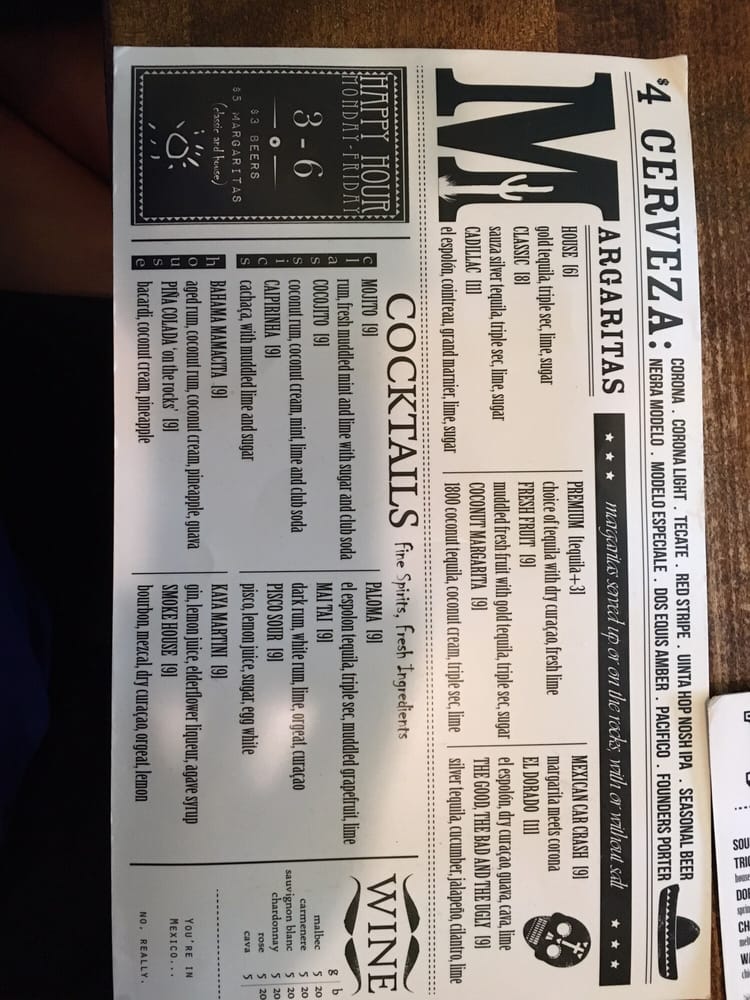 $4 CERVEZA:
CORONA . CORONA LIGHT . TECATE . RED STRIPE . UINTA HOP NOSH IPA . SEASONAL BEER
NEGRA MODELO . MODELO ESPECIALE . DOS EQUIS AMBER . PACIFICO . FOUNDERS PORTER
MARGARITAS
margaritas served up or on the rocks, with or without salt
HOUSE [6]
gold tequila, triple sec, lime, sugar
CLASSIC [8]
sauza silver tequila, triple sec, lime, sugar
CADILLAC [11]
el espolón, cointreau, grand marnier, lime, sugar
PREMIUM [tequila+3]
choice of tequila with dry curaçao, fresh lime
FRESH FRUIT [9]
muddled fresh fruit with gold tequila, triple sec, sugar
COCONUT MARGARITA [9]
1800 coconut tequila, coconut cream, triple sec, lime
MEXICAN CAR CRASH [9]
margarita meets corona
EL DORADO [11]
el espolón, dry curaçao, guava, cava, lime
THE GOOD, THE BAD AND THE UGLY [9]
silver tequila, cucumber, jalapeño, cilantro, lime
HAPPY HOUR
MONDAY-FRIDAY
3-6
$3 BEERS
$5 MARGARITAS
(classic and house)
COCKTAILS fine Spirits, fresh Ingredients
classics
MOJITO [9]
rum, fresh muddled mint and lime with sugar and club soda
COCOJITO [9]
coconut rum, coconut cream, mint, lime and club soda
CAIPIRINHA [9]
cachaça, with muddled lime and sugar
PALOMA [9]
el espolon tequila, triple sec, muddled grapefruit, lime
MAI TAI [9]
dark rum, white rum, lime, orgeat, curaçao
PISCO SOUR [9]
pisco, lemon juice, sugar, egg white
house
BAHAMA MAMACITA [9]
aged rum, coconut rum, coconut cream, pineapple, guava
PIÑA COLADA 'on the rocks' [9]
bacardi, coconut cream, pineapple
KAYA MARTINI [9]
gin, lemon juice, elderflower liqueur, agave syrup
SMOKE HOUSE [9]
bourbon, mezcal, dry curaçao, orgeat, lemon
WINE
g b
malbec 5 20
carmenere 5 20
sauvignon blanc 5 20
chardonnay 5 20
rose 5 20
cava 5
YOU'RE IN
MEXICO...
NO, REALLY.
SOU
TRIO
house
DOR
CH